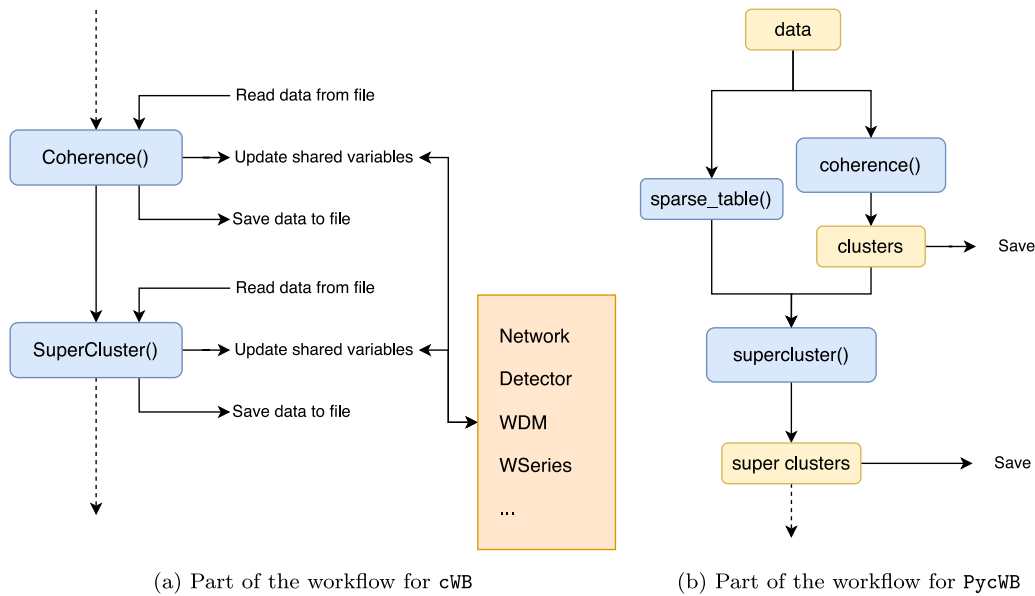 Read data from file
Coherence()
Update shared variables
Save data to file
Read data from file
SuperCluster()
Update shared variables
Save data to file
Network
Detector
WDM
WSeries
...
(a) Part of the workflow for cWB
data
sparse_table()
coherence()
clusters
Save
supercluster()
super clusters
Save
(b) Part of the workflow for PycWB